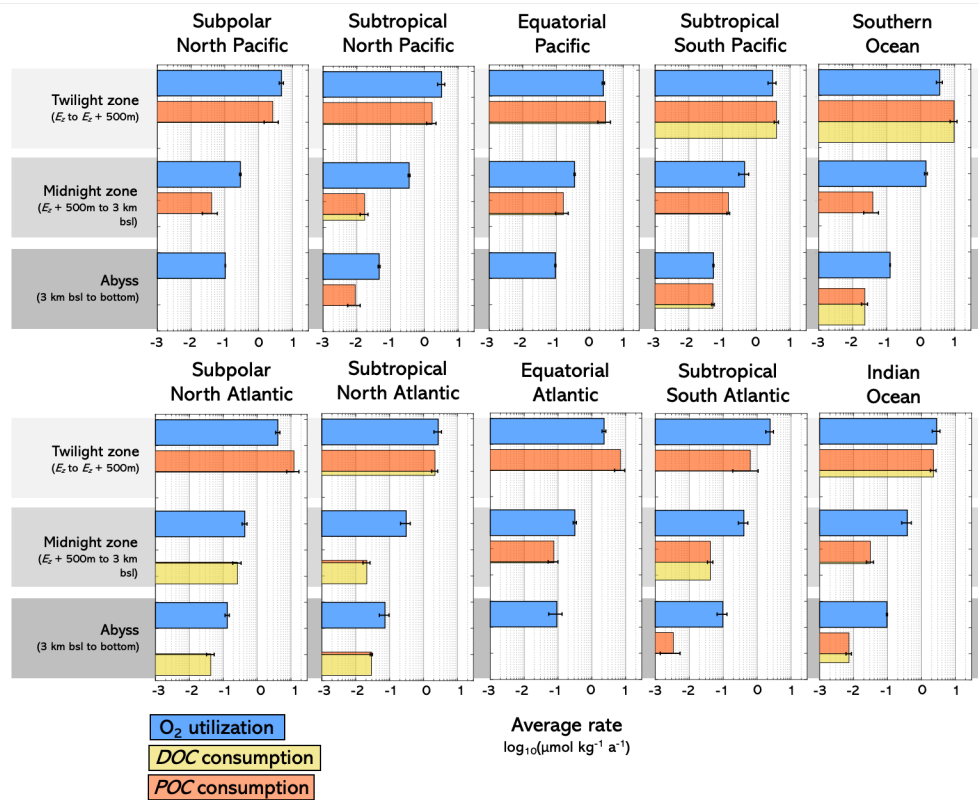 Subpolar
North Pacific
Subtropical
North Pacific
Equatorial
Pacific
Subtropical
South Pacific
Southern
Ocean
Twilight zone
(Ez to Ez + 500m)
Midnight zone
(Ez + 500m to 3 km
bsl)
Abyss
(3 km bsl to bottom)
-3 -2 -1 0 1
-3 -2 -1 0 1
-3 -2 -1 0 1
-3 -2 -1 0 1
-3 -2 -1 0 1
Subpolar
North Atlantic
Subtropical
North Atlantic
Equatorial
Atlantic
Subtropical
South Atlantic
Indian
Ocean
Twilight zone
(Ez to Ez + 500m)
Midnight zone
(Ez + 500m to 3 km
bsl)
Abyss
(3 km bsl to bottom)
-3 -2 -1 0 1
-3 -2 -1 0 1
-3 -2 -1 0 1
-3 -2 -1 0 1
-3 -2 -1 0 1
O₂ utilization
DOC consumption
POC consumption
Average rate
log₁₀(μmol kg⁻¹ a⁻¹)